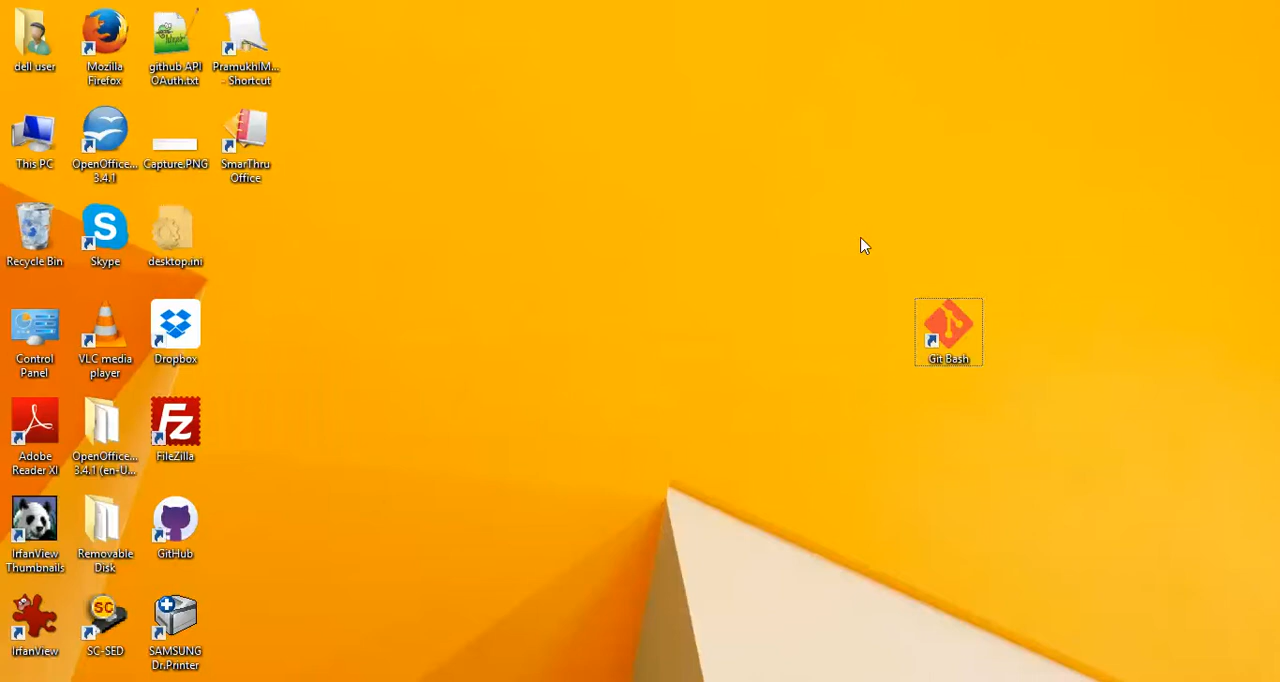 dell user
Mozilla
Firefox
github API
OAuth.txt
PramukhIM...
- Shortcut
This PC
OpenOffice...
3.4.1
Capture.PNG
SmarThru
Office
Recycle Bin
S
Skype
desktop.ini
Control
Panel
VLC media
player
Dropbox
Git Bash
Adobe
Reader XI
OpenOffice...
3.4.1 (en-U...
Fz
FileZilla
IrfanView
Thumbnails
Removable
Disk
GitHub
IrfanView
SC
SC-SED
SAMSUNG
Dr.Printer